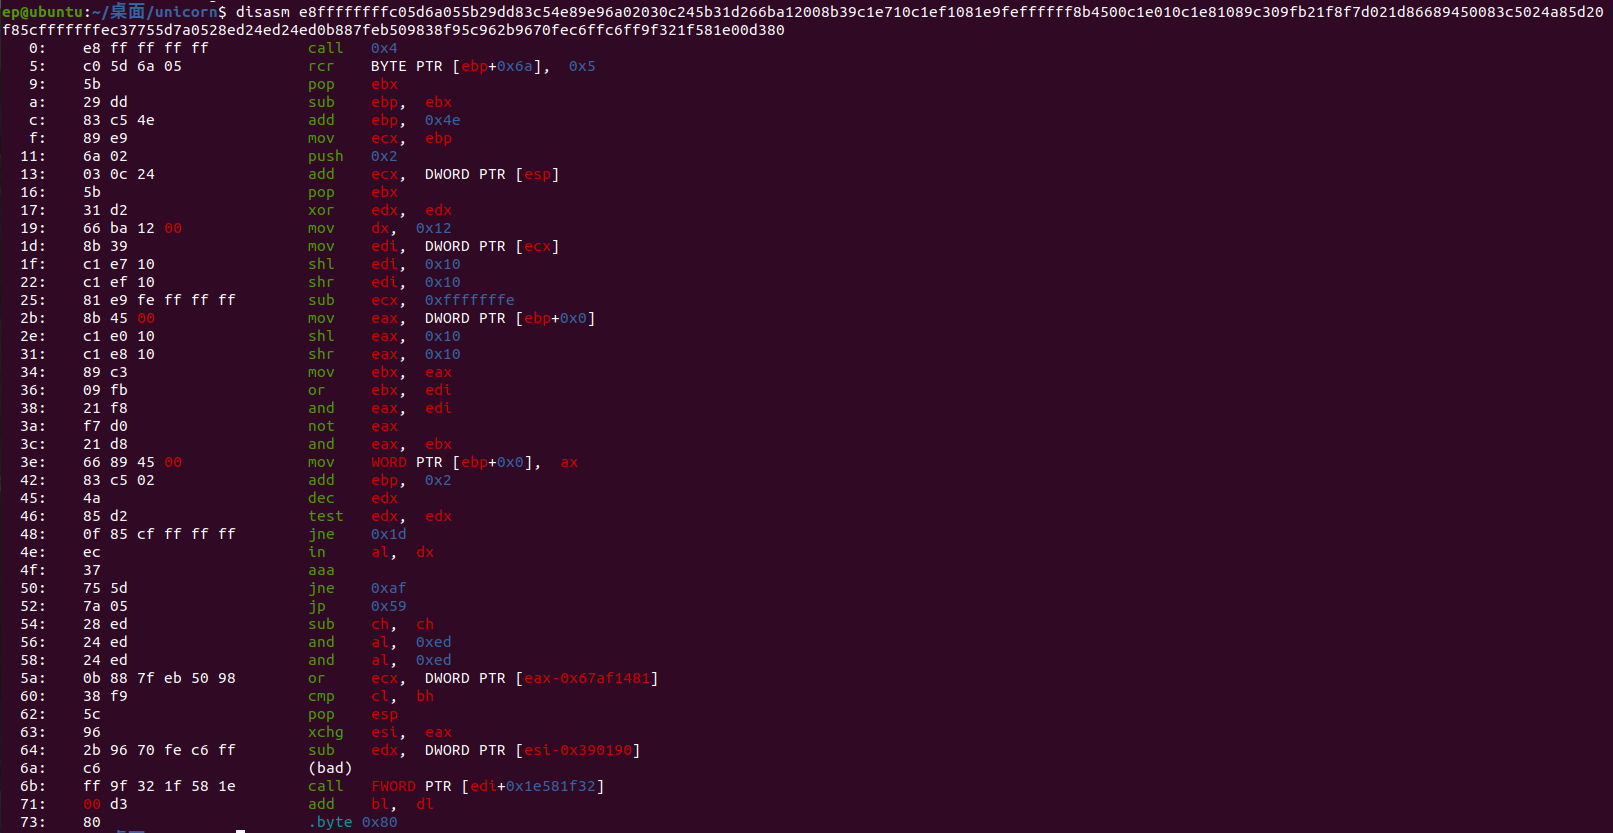 ep@ubuntu:~/桌面/unicorn$ disasm e8ffffffffc05d6a055b29dd83c54e89e96a02030c245b31d266ba12008b39c1e710c1ef1081e9feffffff8b4500c1e010c1e81089c309fb21f8f7d021d86689450083c5024a85d20
f85cfffffffec37755d7a0528ed24ed24ed0b887feb509838f95c962b9670fec6ffc6ff9f321f581e00d380
0: e8 ff ff ff ff call 0x4
5: c0 5d 6a 05 rcr BYTE PTR [ebp+0x6a], 0x5
9: 5b pop ebx
a: 29 dd sub ebp, ebx
c: 83 c5 4e add ebp, 0x4e
f: 89 e9 mov ecx, ebp
11: 6a 02 push 0x2
13: 03 0c 24 add ecx, DWORD PTR [esp]
16: 5b pop ebx
17: 31 d2 xor edx, edx
19: 66 ba 12 00 mov dx, 0x12
1d: 8b 39 mov edi, DWORD PTR [ecx]
1f: c1 e7 10 shl edi, 0x10
22: c1 ef 10 shr edi, 0x10
25: 81 e9 fe ff ff ff sub ecx, 0xfffffffe
2b: 8b 45 00 mov eax, DWORD PTR [ebp+0x0]
2e: c1 e0 10 shl eax, 0x10
31: c1 e8 10 shr eax, 0x10
34: 89 c3 mov ebx, eax
36: 09 fb or ebx, edi
38: 21 f8 and eax, edi
3a: f7 d0 not eax
3c: 21 d8 and eax, ebx
3e: 66 89 45 00 mov WORD PTR [ebp+0x0], ax
42: 83 c5 02 add ebp, 0x2
45: 4a dec edx
46: 85 d2 test edx, edx
48: 0f 85 cf ff ff ff jne 0x1d
4e: ec in al, dx
4f: 37 aaa
50: 75 5d jne 0xaf
52: 7a 05 jp 0x59
54: 28 ed sub ch, ch
56: 24 ed and al, 0xed
58: 24 ed and al, 0xed
5a: 0b 88 7f eb 50 98 or ecx, DWORD PTR [eax-0x67af1481]
60: 38 f9 cmp cl, bh
62: 5c pop esp
63: 96 xchg esi, eax
64: 2b 96 70 fe c6 ff sub edx, DWORD PTR [esi-0x390190]
6a: c6 (bad)
6b: ff 9f 32 1f 58 1e call FWORD PTR [edi+0x1e581f32]
71: 00 d3 add bl, dl
73: 80 .byte 0x80